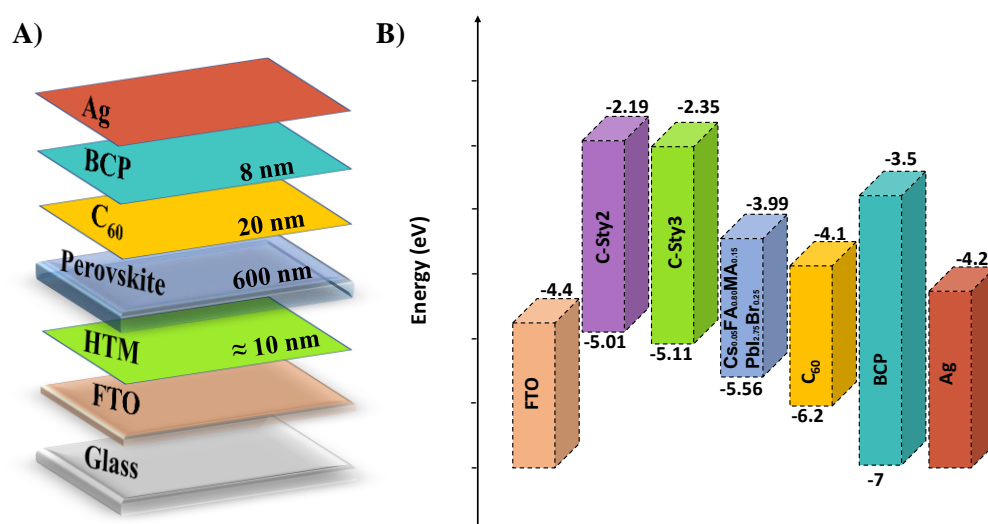 A)
Ag
BCP
8 nm
C₆₀
20 nm
Perovskite
600 nm
HTM
≈ 10 nm
FTO
Glass
B)
Energy (eV)
-4.4
FTO
-2.19
C-Sty2
-5.01
-2.35
C-Sty3
-5.11
-3.99
Cs₀.₀₅FA₀.₈₀MA₀.₁₅
PbI₂.₇₅Br₀.₂₅
-5.56
-4.1
C₆₀
-6.2
-3.5
BCP
-7
-4.2
Ag